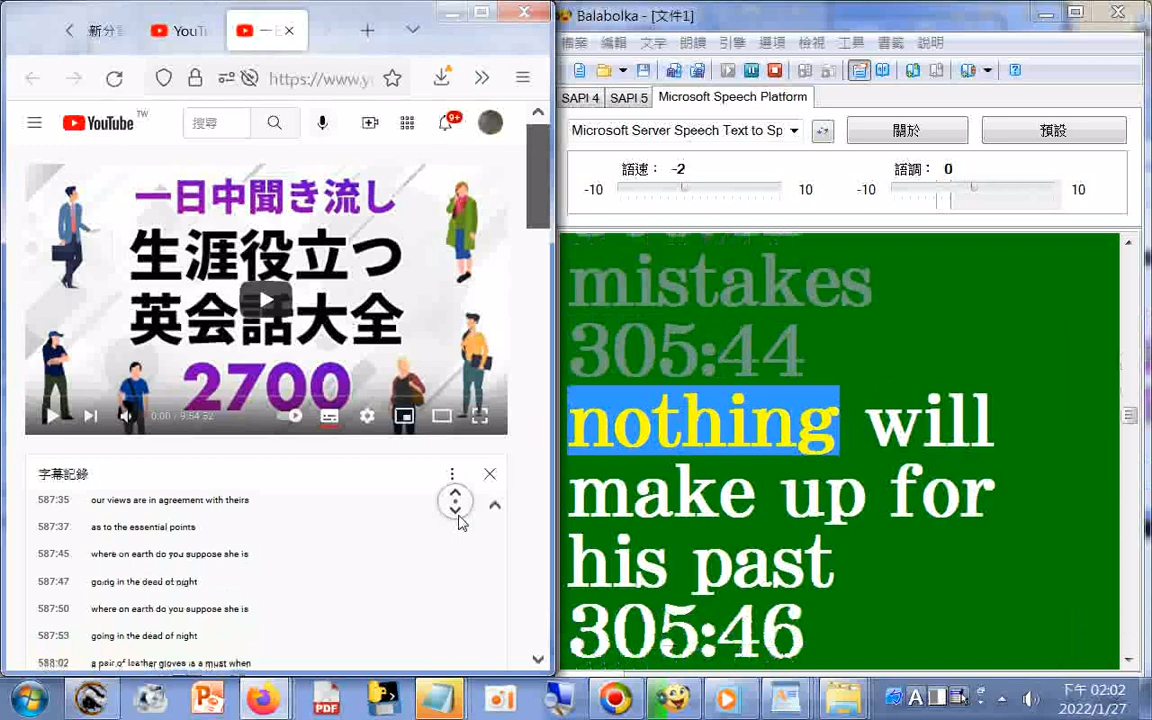 新分
YouT
一 E
https://www.y
YouTube TW
搜尋
9+
一日中聞き流し
生涯役立つ
英会話大全
2700
0:00 / 9:54:32
字幕記錄
587:35 our views are in agreement with theirs
587:37 as to the essential points
587:45 where on earth do you suppose she is
587:47 going in the dead of night
587:50 where on earth do you suppose she is
587:53 going in the dead of night
588:02 a pair of leather gloves is a must when
Balabolka - [文件1]
檔案 編輯 文字 朗讀 引擎 選項 檢視 工具 書籤 說明
SAPI 4 SAPI 5 Microsoft Speech Platform
Microsoft Server Speech Text to Sp
關於
預設
語速： -2
語調： 0
-10 10 -10 10
mistakes
305:44
nothing will
make up for
his past
305:46
PDF
A
下午 02:02
2022/1/27